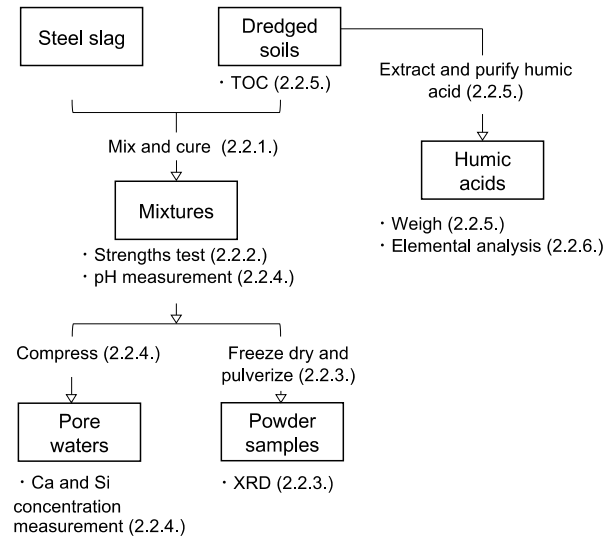 Steel slag
Dredged
soils
・TOC (2.2.5.)
Extract and purify humic
acid (2.2.5.)
Mix and cure (2.2.1.)
Humic
acids
Mixtures
・Weigh (2.2.5.)
・Elemental analysis (2.2.6.)
・Strengths test (2.2.2.)
・pH measurement (2.2.4.)
Compress (2.2.4.)
Freeze dry and
pulverize (2.2.3.)
Pore
waters
Powder
samples
・Ca and Si
concentration
measurement (2.2.4.)
・XRD (2.2.3.)